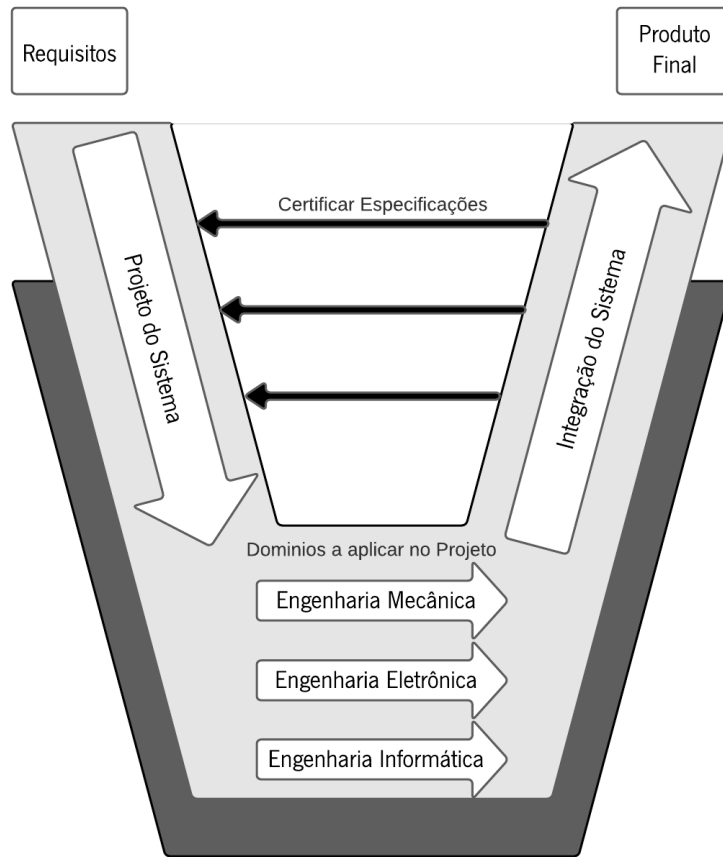 Requisitos
Produto
Final
Certificar Especificações
Projeto do Sistema
Integração do Sistema
Dominios a aplicar no Projeto
Engenharia Mecânica
Engenharia Eletrônica
Engenharia Informática